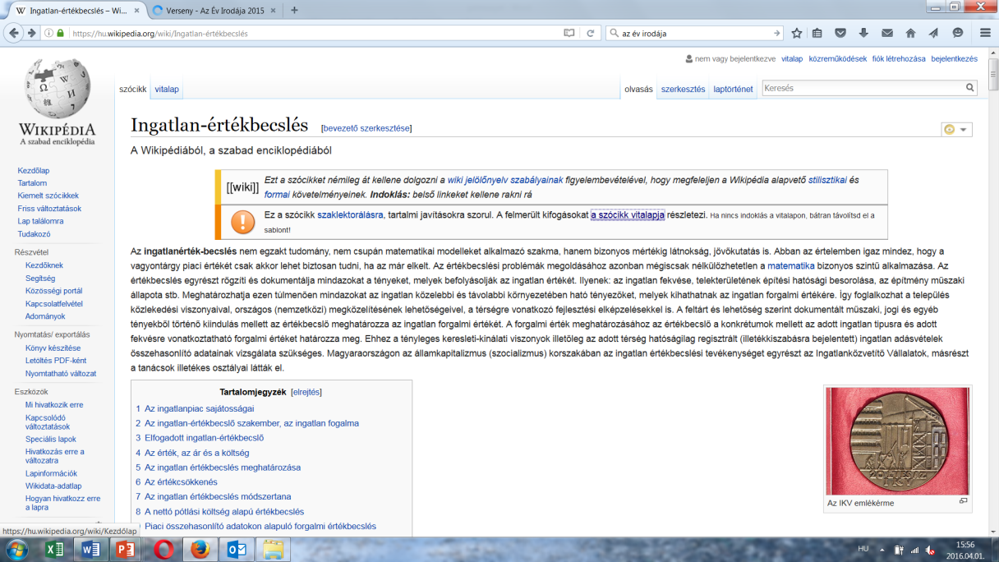 Ingatlan-értékbecslés – Wi...
Verseny - Az Év Irodája 2015
https://hu.wikipedia.org/wiki/Ingatlan-értékbecslés
az év irodája
nem vagy bejelentkezve vitalap közreműködések fiók létrehozása bejelentkezés
szócikk vitalap
olvasás szerkesztés laptörténet Keresés
WIKIPÉDIA
A szabad enciklopédia
Kezdőlap
Tartalom
Kiemelt szócikkek
Friss változtatások
Lap találomra
Tudakozó
Részvétel
Kezdőknek
Segítség
Közösségi portál
Kapcsolatfelvétel
Adományok
Nyomtatás/ exportálás
Könyv készítése
Letöltés PDF-ként
Nyomtatható változat
Eszközök
Mi hivatkozik erre
Kapcsolódó
változtatások
Speciális lapok
Hivatkozás erre a
változatra
Lapinformációk
Wikidata-adatlap
Hogyan hivatkozz erre
a lapra
Ingatlan-értékbecslés [bevezető szerkesztése]
A Wikipédiából, a szabad enciklopédiából
[[wiki]]
Ezt a szócikket némileg át kellene dolgozni a wiki jelölőnyelv szabályainak figyelembevételével, hogy megfeleljen a Wikipédia alapvető stilisztikai és
formai követelményeinek. Indoklás: belső linkeket kellene rakni rá
Ez a szócikk szaklektorálásra, tartalmi javításokra szorul. A felmerült kifogásokat a szócikk vitalapja részletezi. Ha nincs indoklás a vitalapon, bátran távolítsd el a
sablont!
Az ingatlanérték-becslés nem egzakt tudomány, nem csupán matematikai modelleket alkalmazó szakma, hanem bizonyos mértékig látnokság, jövőkutatás is. Abban az értelemben igaz mindez, hogy a
vagyontárgy piaci értékét csak akkor lehet biztosan tudni, ha az már elkelt. Az értékbecslési problémák megoldásához azonban mégiscsak nélkülözhetetlen a matematika bizonyos szintű alkalmazása. Az
értékbecslés egyrészt rögzíti és dokumentálja mindazokat a tényeket, melyek befolyásolják az ingatlan értékét. Ilyenek: az ingatlan fekvése, telekterületének építési hatósági besorolása, az építmény műszaki
állapota stb. Meghatározhatja ezen túlmenően mindazokat az ingatlan közelebbi és távolabbi környezetében ható tényezőket, melyek kihathatnak az ingatlan forgalmi értékére. Így foglalkozhat a település
közlekedési viszonyaival, országos (nemzetközi) megközelítésének lehetőségeivel, a térségre vonatkozó fejlesztési elképzelésekkel is. A feltárt és lehetőség szerint dokumentált műszaki, jogi és egyéb
tényekből történő kiindulás mellett az értékbecslő meghatározza az ingatlan forgalmi értékét. A forgalmi érték meghatározásához az értékbecslő a konkrétumok mellett az adott ingatlan típusra és adott
fekvésre vonatkoztatható forgalmi értéket határozza meg. Ehhez a tényleges keresleti-kínálati viszonyok illetőleg az adott térség hatóságilag regisztrált (illetékkiszabásra bejelentett) ingatlan adásvételek
összehasonlító adatainak vizsgálata szükséges. Magyaraországon az államkapitalizmus (szocializmus) korszakában az ingatlan értékbecslési tevékenységet egyrészt az Ingatlanközvetítő Vállalatok, másrészt
a tanácsok illetékes osztályai látták el.
Tartalomjegyzék [elrejtés]
1 Az ingatlanpiac sajátosságai
2 Az ingatlan-értékbecslő szakember, az ingatlan fogalma
3 Elfogadott ingatlan-értékbecslő
4 Az érték, az ár és a költség
5 Az ingatlan értékbecslés meghatározása
6 Az értékcsökkenés
7 Az ingatlan értékbecslés módszertana
8 A nettó pótlási költség alapú értékbecslés
Piaci összehasonlító adatokon alapuló forgalmi értékbecslés
20 ÉVES AZ
IKV
Az IKV emlékérme
https://hu.wikipedia.org/wiki/Kezdőlap
HU
15:56
2016.04.01.